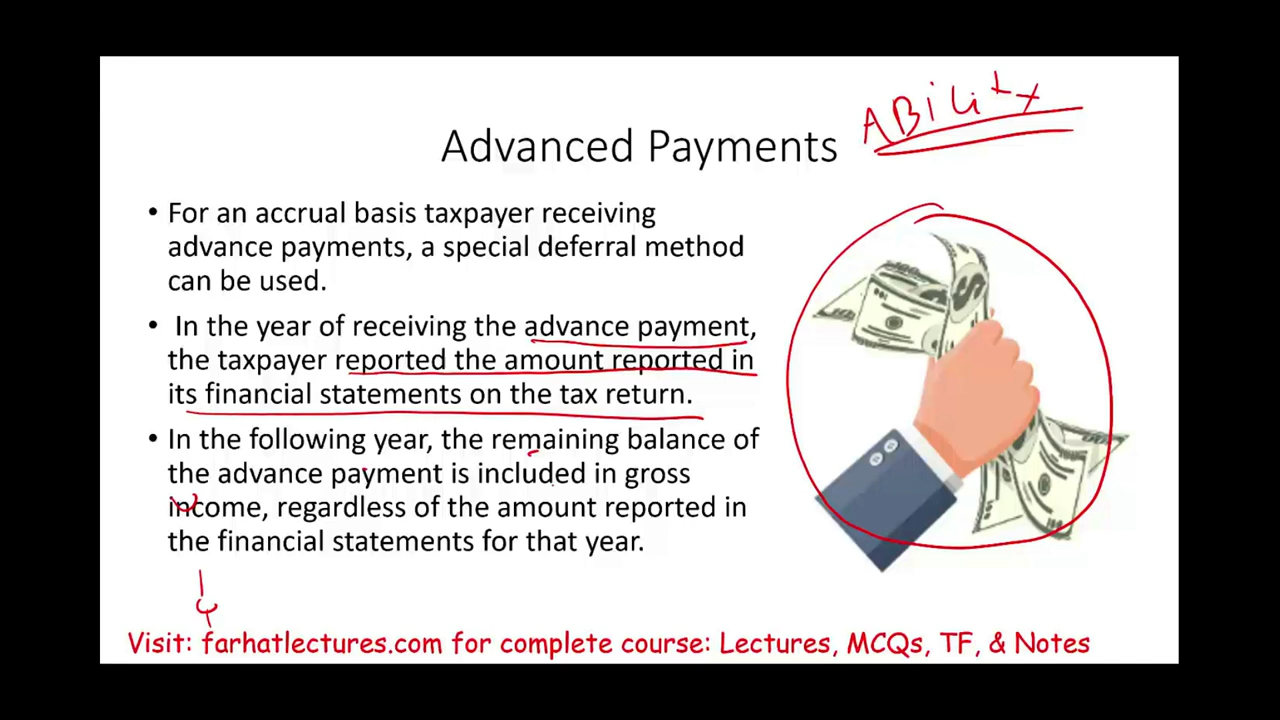 ABiLity
Advanced Payments
• For an accrual basis taxpayer receiving
advance payments, a special deferral method
can be used.
• In the year of receiving the advance payment,
the taxpayer reported the amount reported in
its financial statements on the tax return.
• In the following year, the remaining balance of
the advance payment is included in gross
income, regardless of the amount reported in
the financial statements for that year.
Visit: farhatlectures.com for complete course: Lectures, MCQs, TF, & Notes